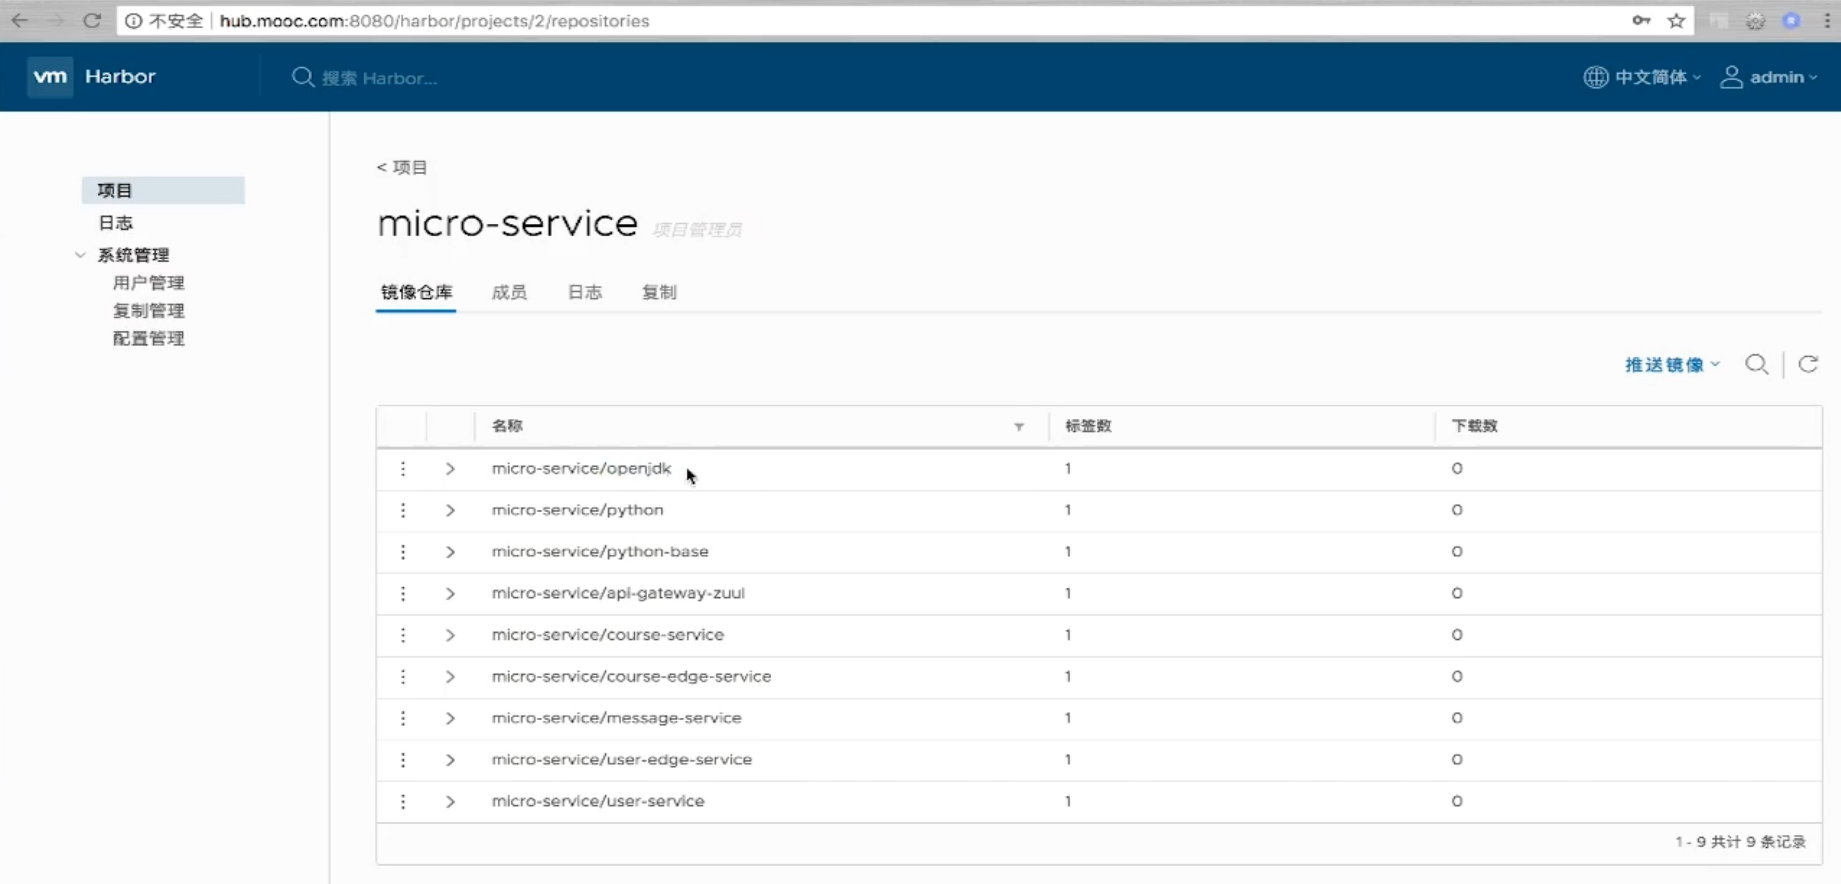 不安全 hub.mooc.com:8080/harbor/projects/2/repositories
vm Harbor 搜索 Harbor... 中文简体 admin
项目
日志
系统管理
用户管理
复制管理
配置管理
< 项目
micro-service 项目管理员
镜像仓库 成员 日志 复制
推送镜像
名称 标签数 下载数
micro-service/openjdk 1 0
micro-service/python 1 0
micro-service/python-base 1 0
micro-service/api-gateway-zuul 1 0
micro-service/course-service 1 0
micro-service/course-edge-service 1 0
micro-service/message-service 1 0
micro-service/user-edge-service 1 0
micro-service/user-service 1 0
1 - 9 共计 9 条记录